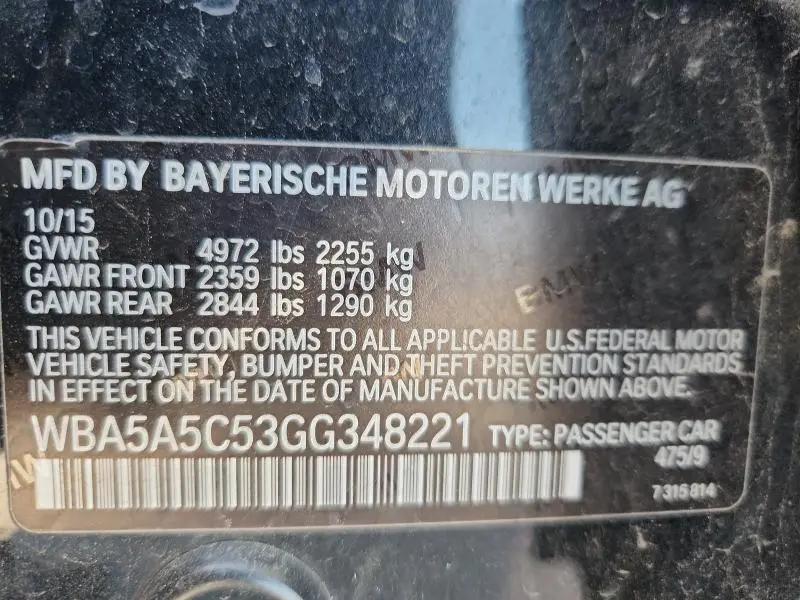 MFD BY BAYERISCHE MOTOREN WERKE AG
10/15
GVWR 4972 lbs 2255 kg
GAWR FRONT 2359 lbs 1070 kg
GAWR REAR 2844 lbs 1290 kg
THIS VEHICLE CONFORMS TO ALL APPLICABLE U.S.FEDERAL MOTOR
VEHICLE SAFETY, BUMPER AND THEFT PREVENTION STANDARDS
IN EFFECT ON THE DATE OF MANUFACTURE SHOWN ABOVE.
WBA5A5C53GG348221 TYPE: PASSENGER CAR
475/9
7 315 814
BMW